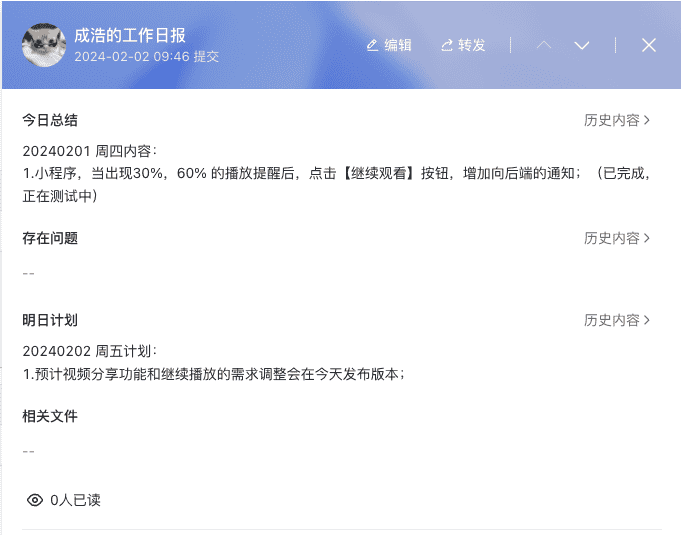 成浩的工作日报
2024-02-02 09:46 提交
编辑
转发
今日总结
历史内容
20240201 周四内容：
1.小程序，当出现30%，60% 的播放提醒后，点击【继续观看】按钮，增加向后端的通知；（已完成，
正在测试中）
存在问题
历史内容
--
明日计划
历史内容
20240202 周五计划：
1.预计视频分享功能和继续播放的需求调整会在今天发布版本；
相关文件
--
0人已读